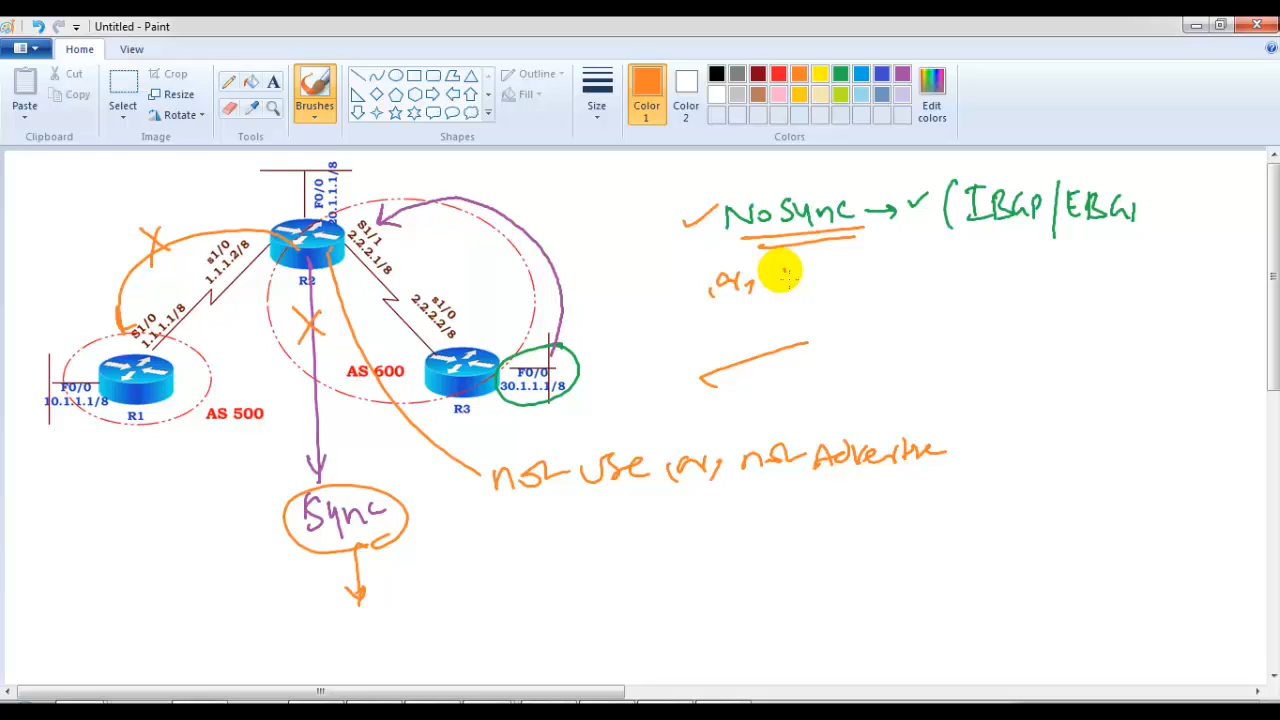 Untitled - Paint
Home
View
Paste
Cut
Copy
Clipboard
Select
Crop
Resize
Rotate
Image
Tools
Brushes
Shapes
Outline
Fill
Size
Color 1
Color 2
Edit colors
Colors
F0/0
20.1.1.1/8
R2
s1/0
1.1.1.2/8
S1/1
2.2.2.1/8
S1/0
1.1.1.1/8
s1/0
2.2.2.2/8
F0/0
10.1.1.1/8
R1
AS 500
AS 600
R3
F0/0
30.1.1.1/8
NoSync → ✓ (IBGP/EBGP
(or)
not use (or) not Advertise
Sync